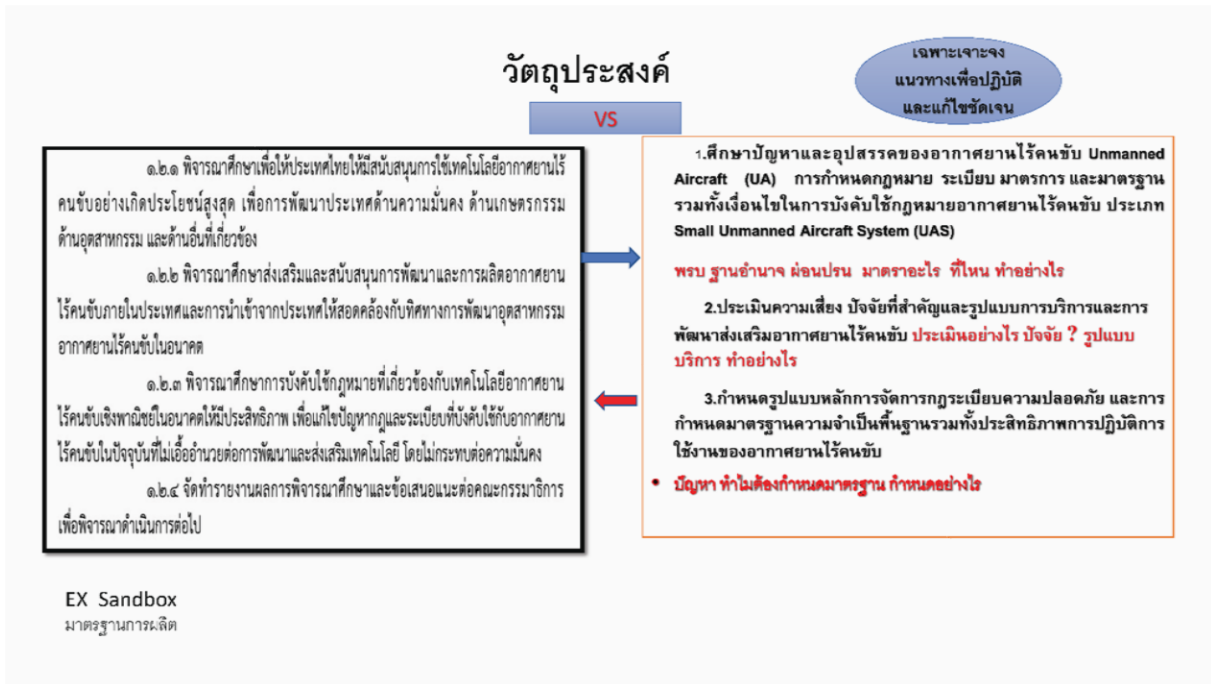 วัตถุประสงค์
เฉพาะเจาะจง
แนวทางเพื่อปฏิบัติ
และแก้ไขชัดเจน
VS
๑.๒.๑ พิจารณาศึกษาเพื่อให้ประเทศไทยให้มีสนับสนุนการใช้เทคโนโลยีอากาศยานไร้
คนขับอย่างเกิดประโยชน์สูงสุด เพื่อการพัฒนาประเทศด้านความมั่นคง ด้านเกษตรกรรม
ด้านอุตสาหกรรม และด้านอื่นที่เกี่ยวข้อง
๑.๒.๒ พิจารณาศึกษาส่งเสริมและสนับสนุนการพัฒนาและการผลิตอากาศยาน
ไร้คนขับภายในประเทศและการนำเข้าจากประเทศให้สอดคล้องกับทิศทางการพัฒนาอุตสาหกรรม
อากาศยานไร้คนขับในอนาคต
๑.๒.๓ พิจารณาศึกษาการบังคับใช้กฎหมายที่เกี่ยวข้องกับเทคโนโลยีอากาศยาน
ไร้คนขับเชิงพาณิชย์ในอนาคตให้มีประสิทธิภาพ เพื่อแก้ไขปัญหากฎและระเบียบที่บังคับใช้กับอากาศยาน
ไร้คนขับในปัจจุบันที่ไม่เอื้ออำนวยต่อการพัฒนาและส่งเสริมเทคโนโลยี โดยไม่กระทบต่อความมั่นคง
๑.๒.๔ จัดทำรายงานผลการพิจารณาศึกษาและข้อเสนอแนะต่อคณะกรรมาธิการ
เพื่อพิจารณาดำเนินการต่อไป
1.ศึกษาปัญหาและอุปสรรคของอากาศยานไร้คนขับ Unmanned
Aircraft (UA) การกำหนดกฎหมาย ระเบียบ มาตรการ และมาตรฐาน
รวมทั้งเงื่อนไขในการบังคับใช้กฎหมายอากาศยานไร้คนขับ ประเภท
Small Unmanned Aircraft System (UAS)
พรบ ฐานอำนาจ ผ่อนปรน มาตราอะไร ที่ไหน ทำอย่างไร
2.ประเมินความเสี่ยง ปัจจัยที่สำคัญและรูปแบบการบริการและการ
พัฒนาส่งเสริมอากาศยานไร้คนขับ ประเมินอย่างไร ปัจจัย ? รูปแบบ
บริการ ทำอย่างไร
3.กำหนดรูปแบบหลักการจัดการกฎระเบียบความปลอดภัย และการ
กำหนดมาตรฐานความจำเป็นพื้นฐานรวมทั้งประสิทธิภาพการปฏิบัติการ
ใช้งานของอากาศยานไร้คนขับ
• ปัญหา ทำไมต้องกำหนดมาตรฐาน กำหนดอย่างไร
EX Sandbox
มาตรฐานการผลิต